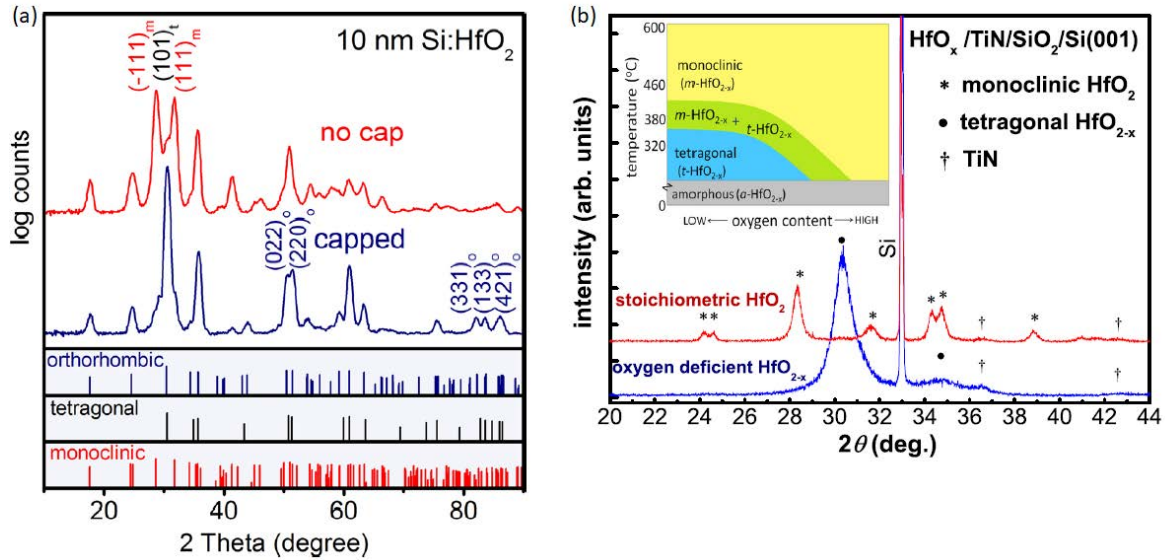 (a)
10 nm Si:HfO2
(-111)m
(101)t
(111)m
no cap
log counts
capped
(022)o
(220)o
(331)o
(133)o
(421)o
orthorhombic
tetragonal
monoclinic
20 40 60 80
2 Theta (degree)
(b)
HfOx /TiN/SiO2/Si(001)
* monoclinic HfO2
● tetragonal HfO2-x
† TiN
600
460
380
320
0
temperature (°C)
monoclinic
(m-HfO2-x)
m-HfO2-x + t-HfO2-x
tetragonal
(t-HfO2-x)
amorphous (a-HfO2-x)
LOW ← oxygen content → HIGH
intensity (arb. units)
Si
●
stoichiometric HfO2
* * * * * * † * †
oxygen deficient HfO2-x
● † †
20 22 24 26 28 30 32 34 36 38 40 42 44
2θ (deg.)